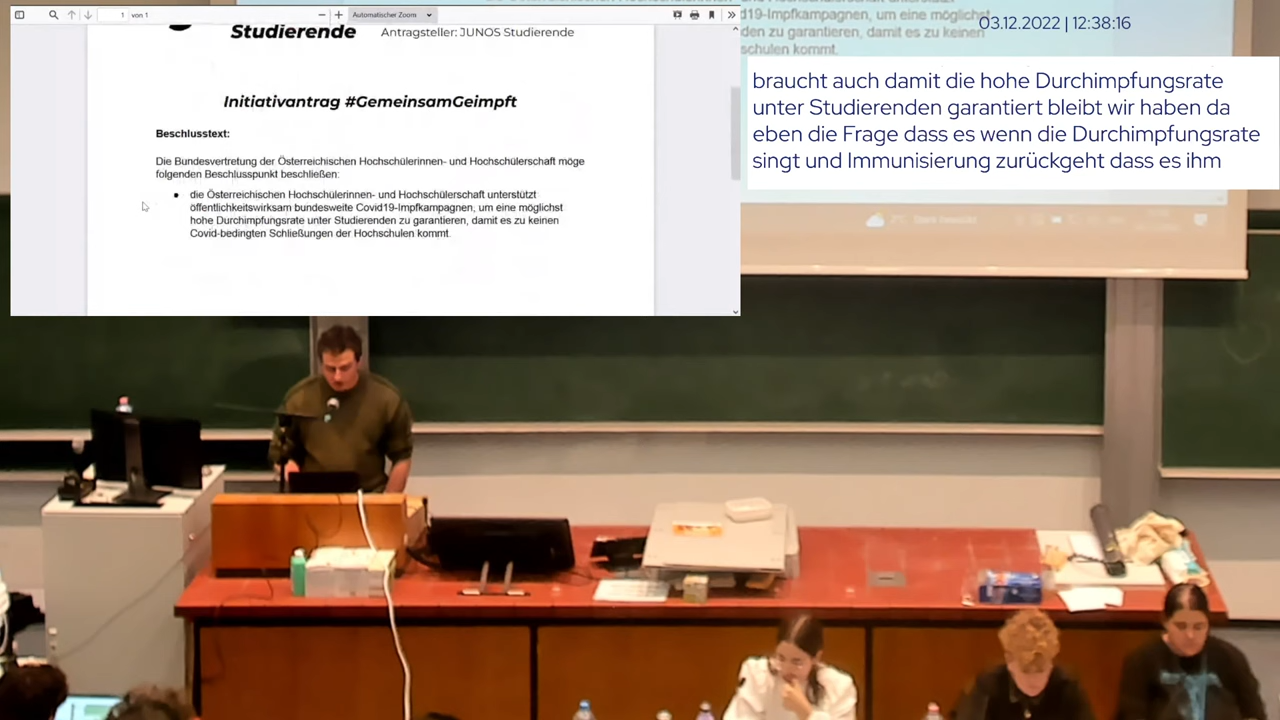 1 von 1
Automatischer Zoom
Studierende Antragsteller: JUNOS Studierende
Initiativantrag #GemeinsamGeimpft
Beschlusstext:
Die Bundesvertretung der Österreichischen Hochschülerinnen- und Hochschülerschaft möge
folgenden Beschlusspunkt beschließen:
die Österreichischen Hochschülerinnen- und Hochschülerschaft unterstützt
öffentlichkeitswirksam bundesweite Covid19-Impfkampagnen, um eine möglichst
hohe Durchimpfungsrate unter Studierenden zu garantieren, damit es zu keinen
Covid-bedingten Schließungen der Hochschulen kommt.
d19-Impfkampagnen, um eine möglichst
03.12.2022 | 12:38:16
den zu garantieren, damit es zu keinen
schulen kommt.
braucht auch damit die hohe Durchimpfungsrate
unter Studierenden garantiert bleibt wir haben da
eben die Frage dass es wenn die Durchimpfungsrate
singt und Immunisierung zurückgeht dass es ihm
2°C